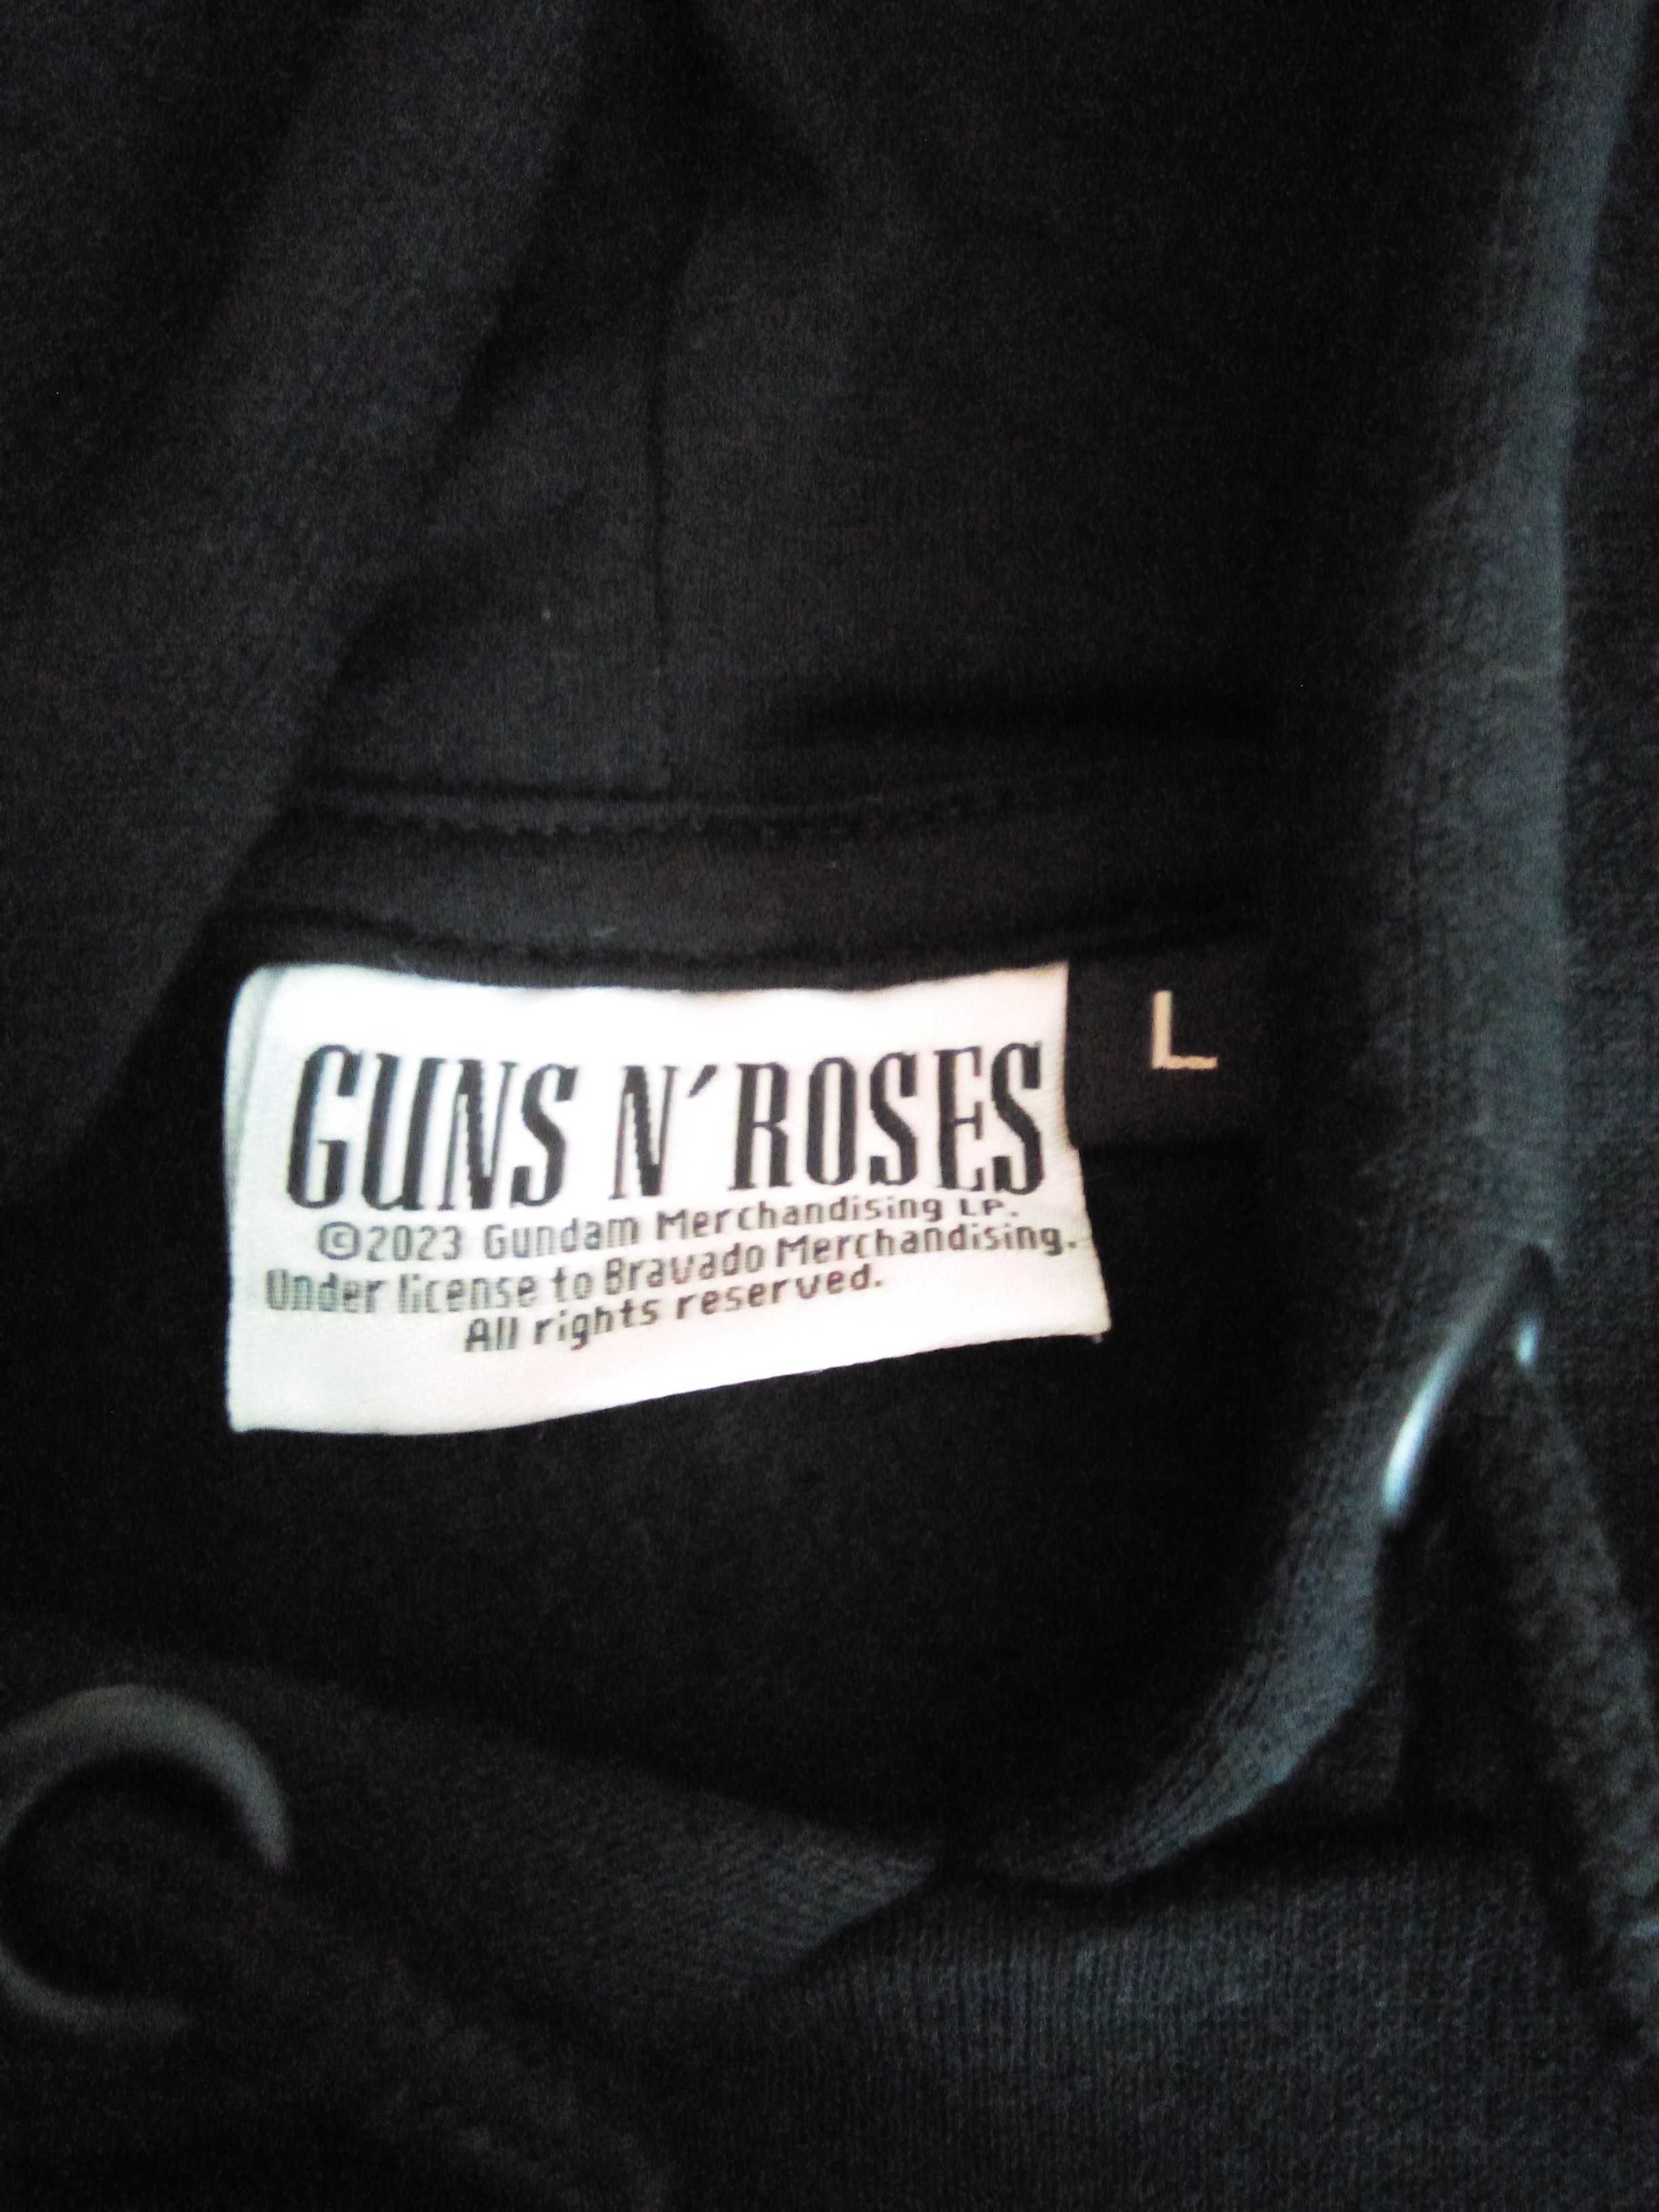 GUNS N' ROSES
L
©2023 Gundam Merchandising LP.
Under license to Bravado Merchandising.
All rights reserved.